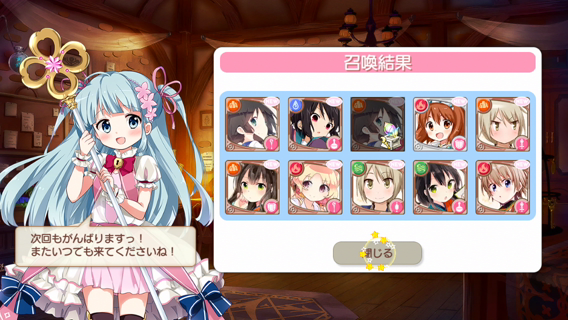 召喚結果
次回もがんばりますっ！
またいつでも来てくださいね！
閉じる